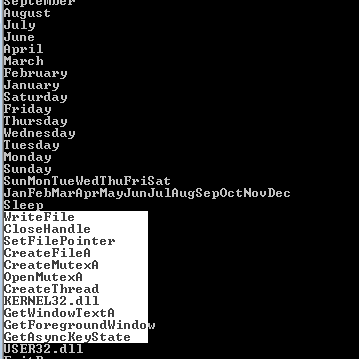 September
August
July
June
April
March
February
January
Saturday
Friday
Thursday
Wednesday
Tuesday
Monday
Sunday
SunMonTueWedThuFriSat
JanFebMarAprMayJunJulAugSepOctNovDec
Sleep
WriteFile
CloseHandle
SetFilePointer
CreateFileA
CreateMutexA
OpenMutexA
CreateThread
KERNEL32.dll
GetWindowTextA
GetForegroundWindow
GetAsyncKeyState
USER32.dll